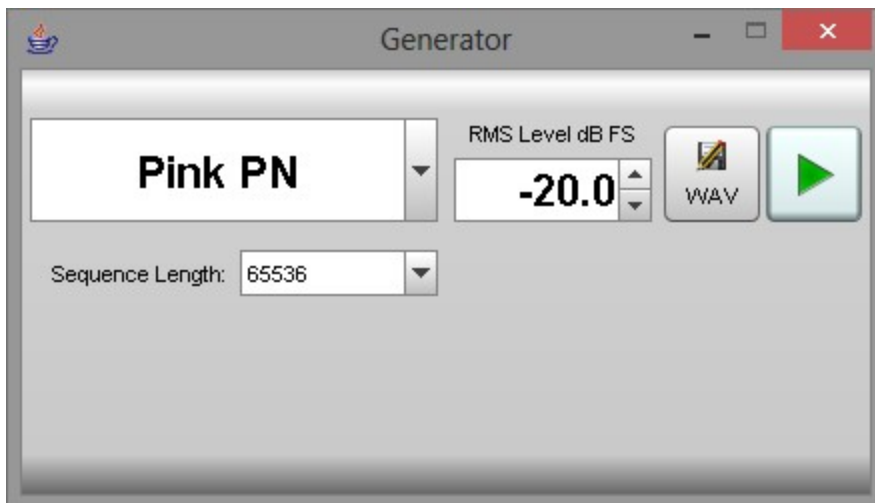 Generator
Pink PN
RMS Level dB FS
-20.0
WAV
Sequence Length: 65536